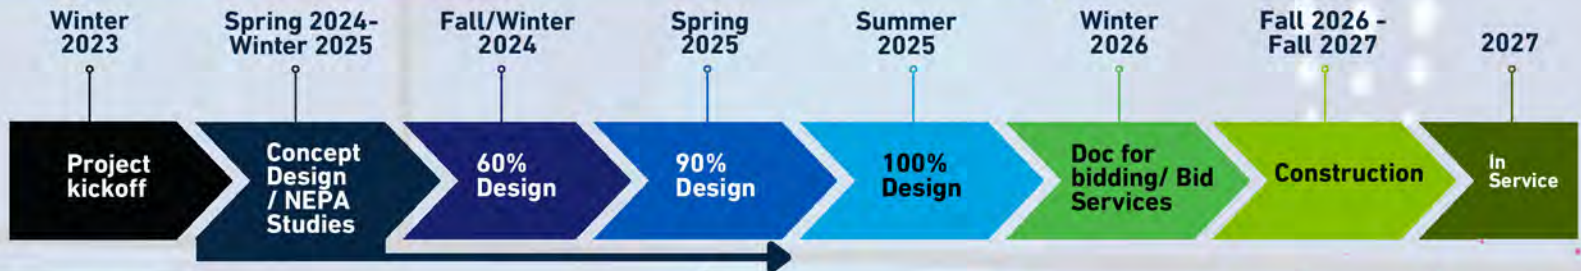 Winter
2023
Spring 2024-
Winter 2025
Fall/Winter
2024
Spring
2025
Summer
2025
Winter
2026
Fall 2026 -
Fall 2027
2027
Project
kickoff
Concept
Design
/ NEPA
Studies
60%
Design
90%
Design
100%
Design
Doc for
bidding/ Bid
Services
Construction
In
Service